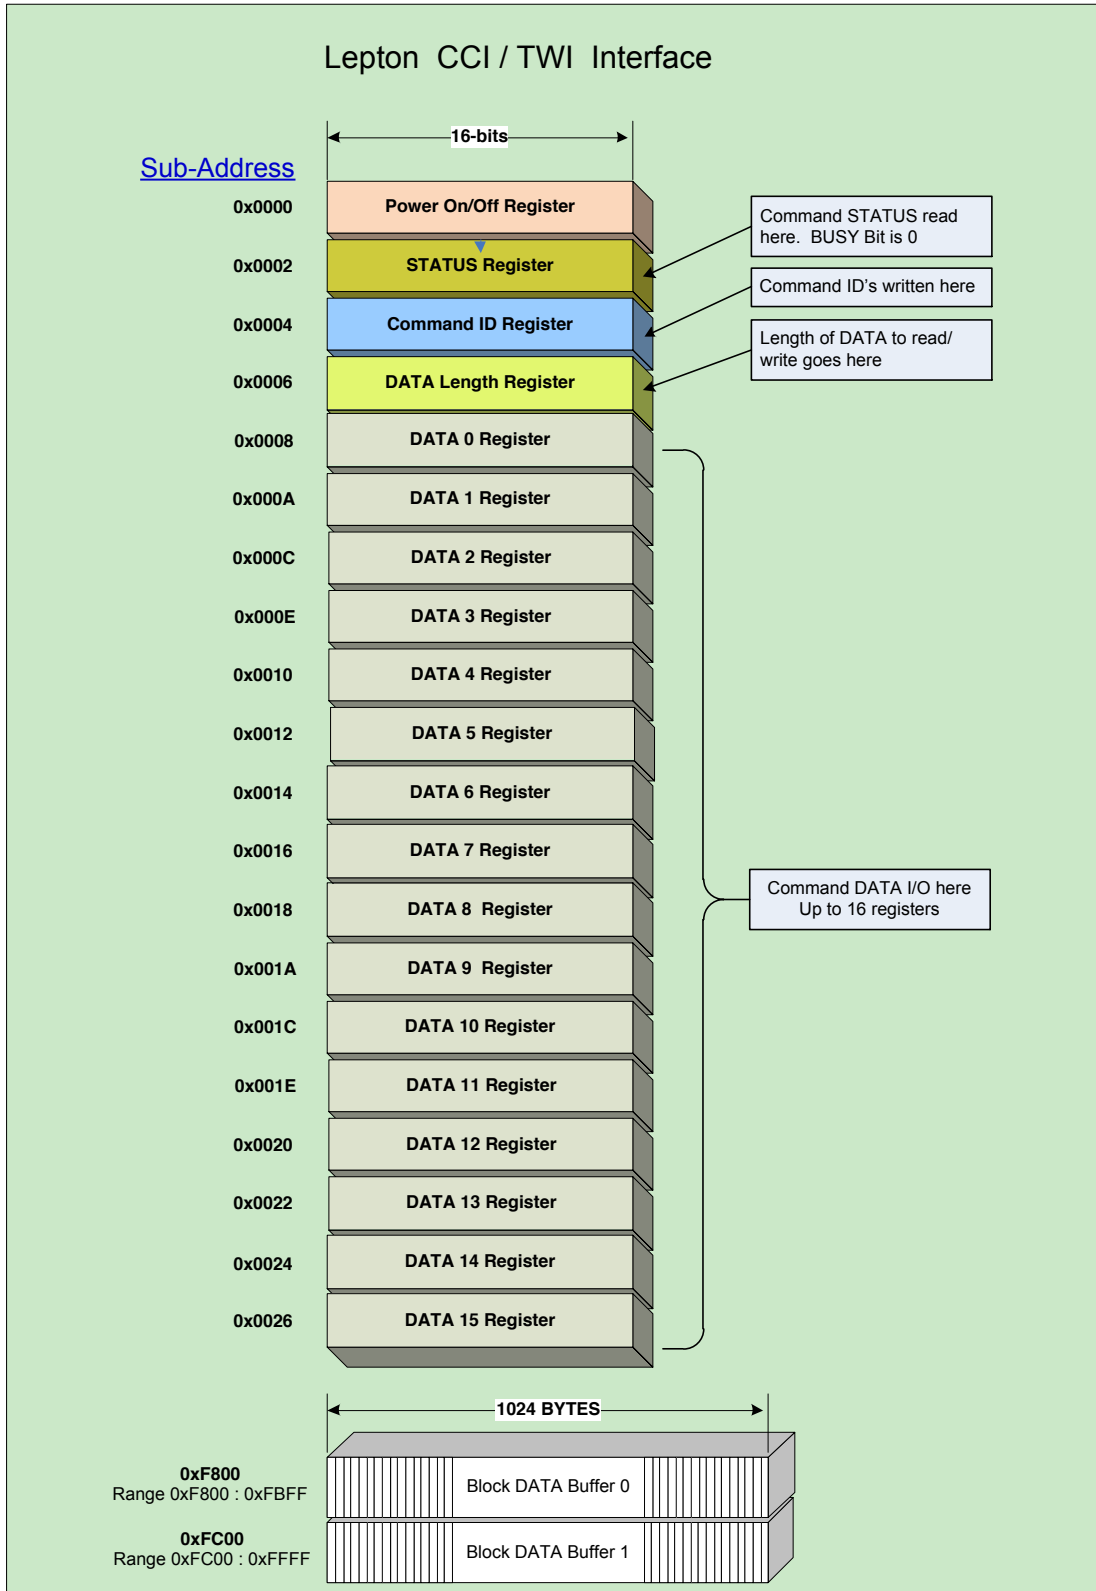 Lepton CCI / TWI Interface
16-bits
Sub-Address
0x0000 Power On/Off Register
Command STATUS read
here. BUSY Bit is 0
0x0002 STATUS Register
Command ID's written here
0x0004 Command ID Register
Length of DATA to read/
write goes here
0x0006 DATA Length Register
0x0008 DATA 0 Register
0x000A DATA 1 Register
0x000C DATA 2 Register
0x000E DATA 3 Register
0x0010 DATA 4 Register
0x0012 DATA 5 Register
0x0014 DATA 6 Register
0x0016 DATA 7 Register
Command DATA I/O here
Up to 16 registers
0x0018 DATA 8 Register
0x001A DATA 9 Register
0x001C DATA 10 Register
0x001E DATA 11 Register
0x0020 DATA 12 Register
0x0022 DATA 13 Register
0x0024 DATA 14 Register
0x0026 DATA 15 Register
1024 BYTES
0xF800
Range 0xF800 : 0xFBFF
Block DATA Buffer 0
0xFC00
Range 0xFC00 : 0xFFFF
Block DATA Buffer 1